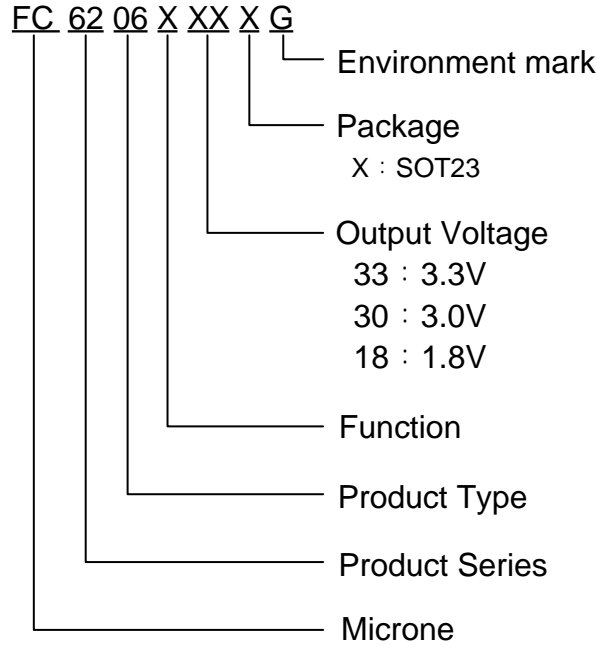 FC 62 06 X XX X G
Environment mark
Package
X：SOT23
Output Voltage
33：3.3V
30：3.0V
18：1.8V
Function
Product Type
Product Series
Microne